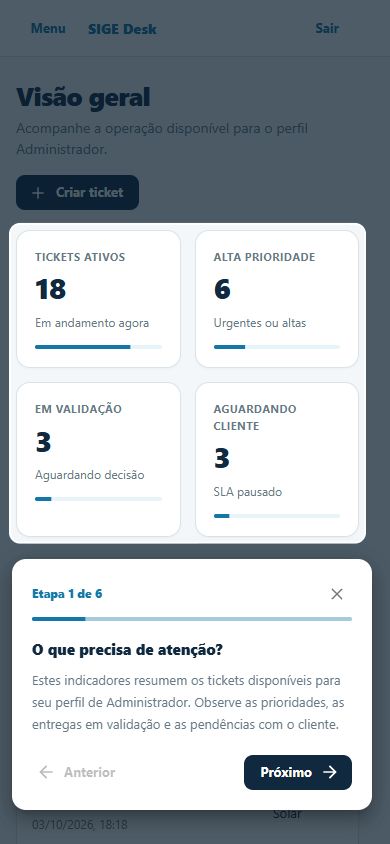 Menu SIGE Desk Sair
Visão geral
Acompanhe a operação disponível para o perfil
Administrador.
+ Criar ticket
TICKETS ATIVOS
18
Em andamento agora
ALTA PRIORIDADE
6
Urgentes ou altas
EM VALIDAÇÃO
3
Aguardando decisão
AGUARDANDO
CLIENTE
3
SLA pausado
Etapa 1 de 6
O que precisa de atenção?
Estes indicadores resumem os tickets disponíveis para
seu perfil de Administrador. Observe as prioridades, as
entregas em validação e as pendências com o cliente.
Anterior Próximo
Solar
03/10/2026, 18:18